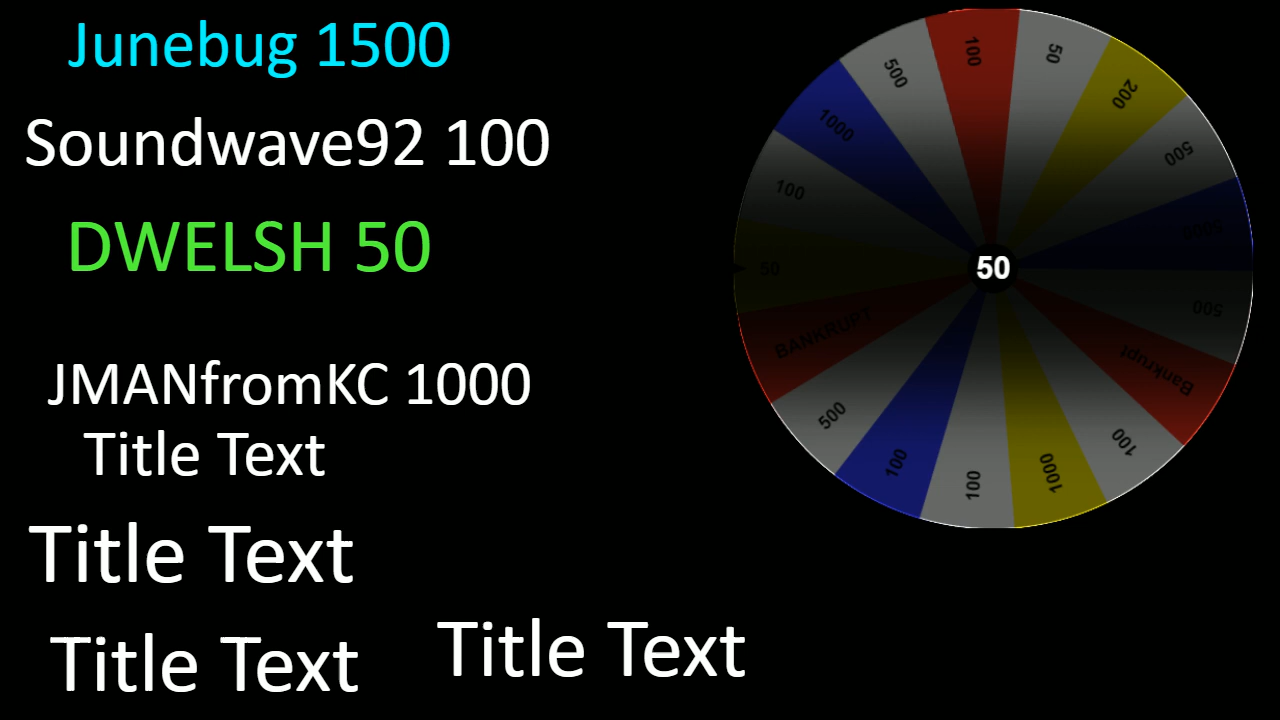 Junebug 1500
Soundwave92 100
DWELSH 50
JMANfromKC 1000
Title Text
Title Text
Title Text
Title Text
50
100
50
200
500
5000
500
Bankrupt
100
1000
100
100
500
BANKRUPT
50
100
1000
500